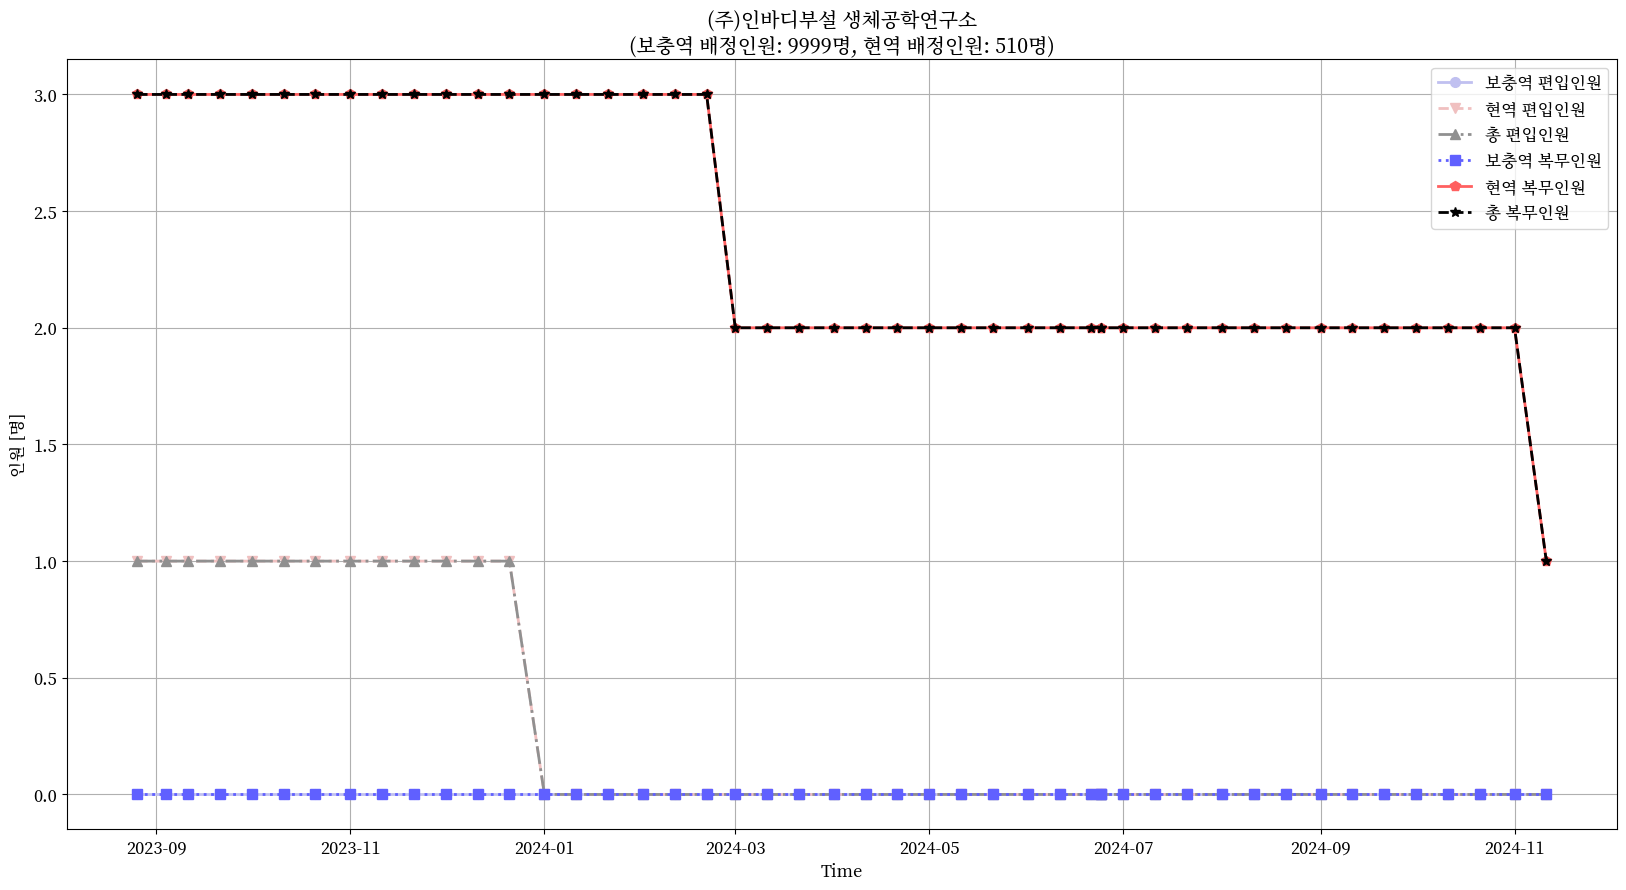 (주)인바디부설 생체공학연구소
(보충역 배정인원: 9999명, 현역 배정인원: 510명)
보충역 편입인원
현역 편입인원
총 편입인원
보충역 복무인원
현역 복무인원
총 복무인원
3.0
2.5
2.0
1.5
1.0
0.5
0.0
인원 [명]
2023-09
2023-11
2024-01
2024-03
2024-05
2024-07
2024-09
2024-11
Time